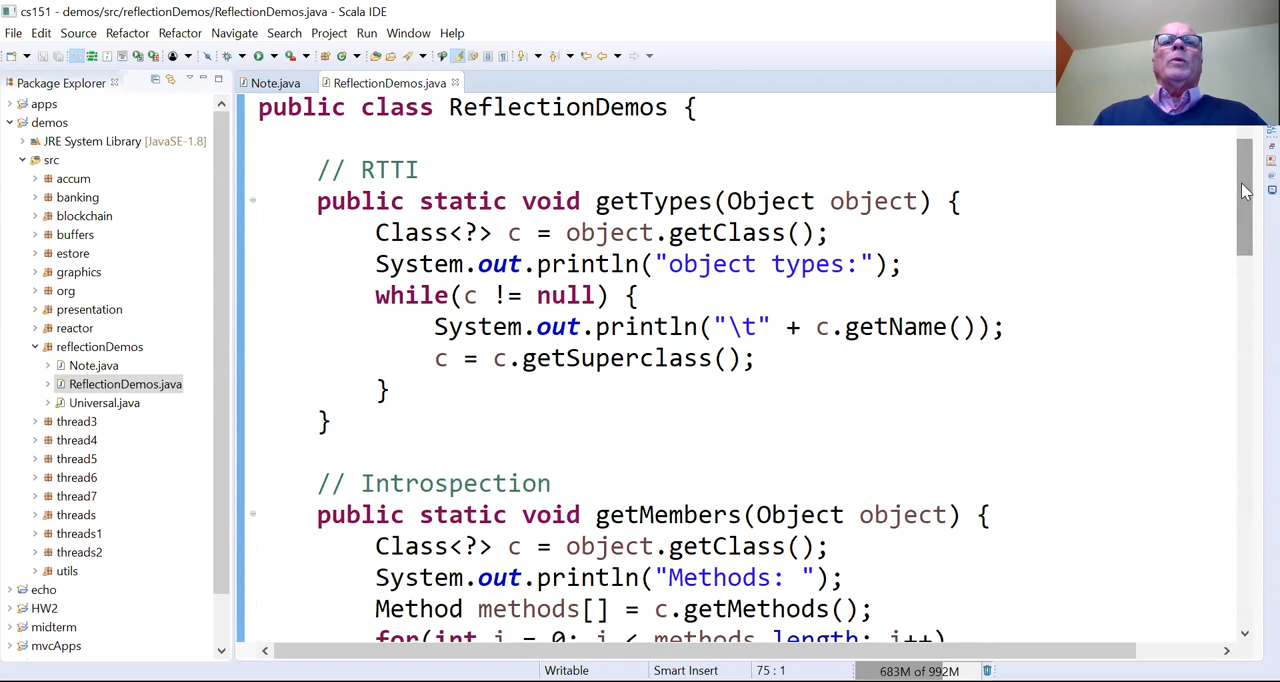 cs151 - demos/src/reflectionDemos/ReflectionDemos.java - Scala IDE
File Edit Source Refactor Refactor Navigate Search Project Run Window Help
Package Explorer
Note.java
ReflectionDemos.java
apps
demos
JRE System Library [JavaSE-1.8]
src
accum
banking
blockchain
buffers
estore
graphics
org
presentation
reactor
reflectionDemos
Note.java
ReflectionDemos.java
Universal.java
thread3
thread4
thread5
thread6
thread7
threads
threads1
threads2
utils
echo
HW2
midterm
mvcApps
public class ReflectionDemos {
// RTTI
public static void getTypes(Object object) {
Class<?> c = object.getClass();
System.out.println("object types:");
while(c != null) {
System.out.println("\t" + c.getName());
c = c.getSuperclass();
}
}
// Introspection
public static void getMembers(Object object) {
Class<?> c = object.getClass();
System.out.println("Methods: ");
Method methods[] = c.getMethods();
for(int i = 0; i < methods.length; i++)
Writable Smart Insert 75 : 1 683M of 992M